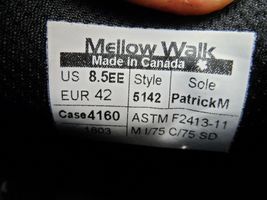 Mellow Walk
Made in Canada
US 8.5EE Style Sole
EUR 42 5142 PatrickM
Case4160 ASTM F2413-11
1803 M I/75 C/75 SD